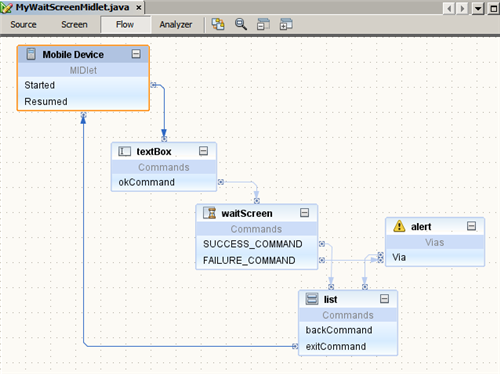 MyWaitScreenMidlet.java
Source Screen Flow Analyzer
Mobile Device
MIDlet
Started
Resumed
textBox
Commands
okCommand
waitScreen
Commands
SUCCESS_COMMAND
FAILURE_COMMAND
alert
Vias
Via
list
Commands
backCommand
exitCommand